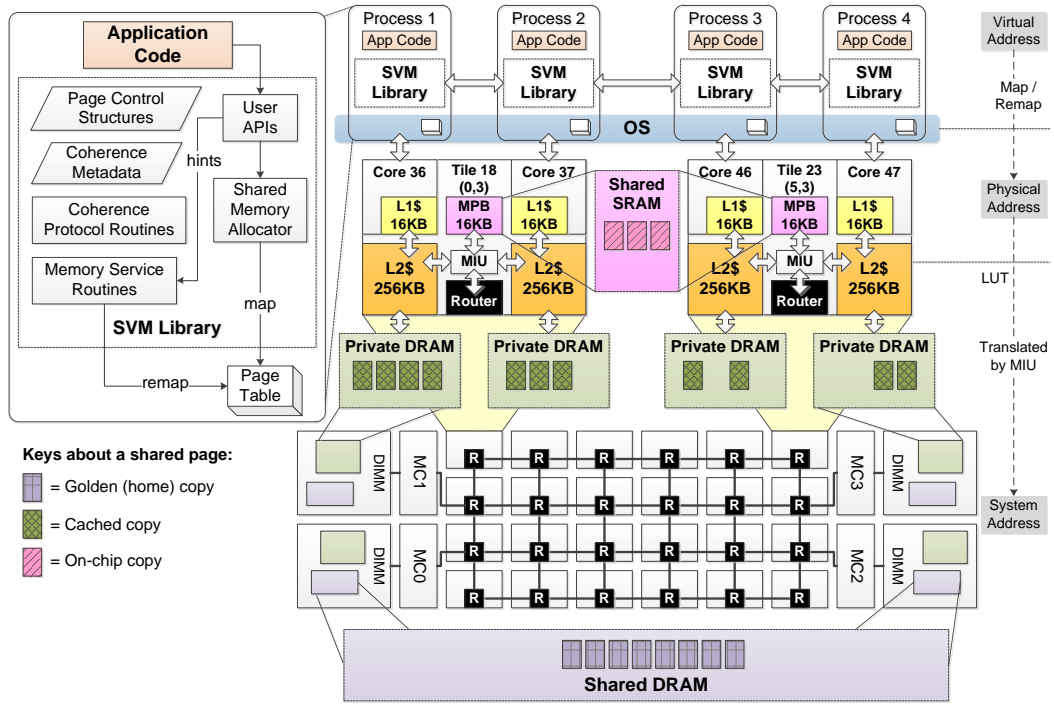 Application
Code
Page Control
Structures
User
APIs
hints
Coherence
Metadata
Shared
Memory
Allocator
Coherence
Protocol Routines
Memory Service
Routines
map
SVM Library
remap
Page
Table
Process 1
App Code
SVM
Library
Process 2
App Code
SVM
Library
Process 3
App Code
SVM
Library
Process 4
App Code
SVM
Library
OS
Core 36
Tile 18
(0,3)
Core 37
L1$
16KB
MPB
16KB
L1$
16KB
L2$
256KB
MIU
L2$
256KB
Router
Shared
SRAM
Core 46
Tile 23
(5,3)
Core 47
L1$
16KB
MPB
16KB
L1$
16KB
L2$
256KB
MIU
L2$
256KB
Router
Private DRAM
Private DRAM
Private DRAM
Private DRAM
Virtual
Address
Map /
Remap
Physical
Address
LUT
Translated
by MIU
System
Address
Keys about a shared page:
= Golden (home) copy
= Cached copy
= On-chip copy
DIMM
MC1
R R R R R R
R R R R R R
MC3
DIMM
DIMM
MC0
R R R R R R
R R R R R R
MC2
DIMM
Shared DRAM